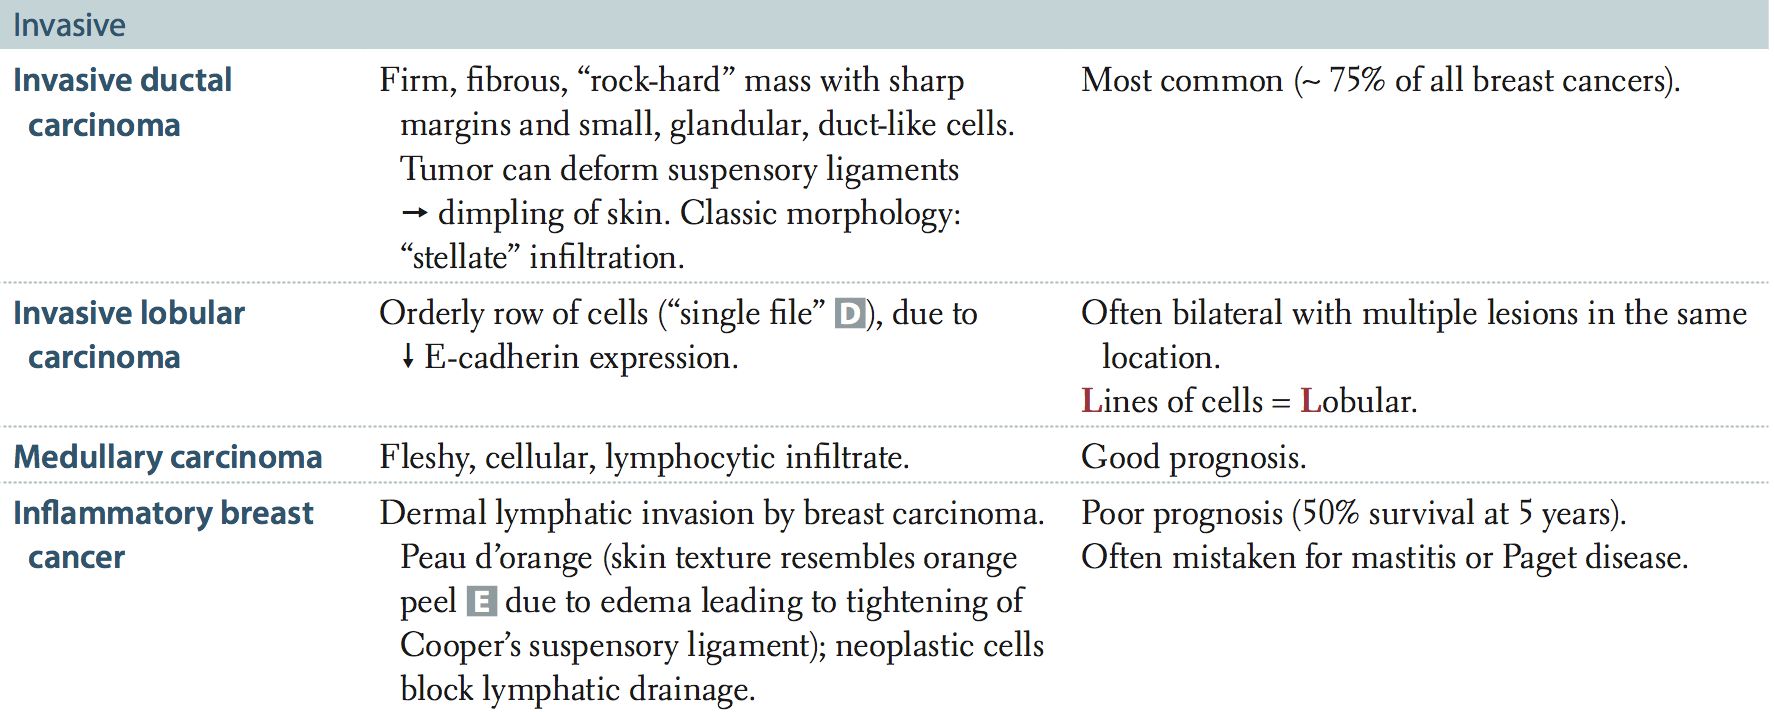 Invasive
Invasive ductal carcinoma
Firm, fibrous, “rock-hard” mass with sharp
margins and small, glandular, duct-like cells.
Tumor can deform suspensory ligaments
→ dimpling of skin. Classic morphology:
“stellate” infiltration.
Most common (~ 75% of all breast cancers).
Invasive lobular
carcinoma
Orderly row of cells (“single file” D), due to
↓ E-cadherin expression.
Often bilateral with multiple lesions in the same
location.
Lines of cells = Lobular.
Medullary carcinoma
Fleshy, cellular, lymphocytic infiltrate.
Good prognosis.
Inflammatory breast
cancer
Dermal lymphatic invasion by breast carcinoma.
Peau d’orange (skin texture resembles orange
peel E due to edema leading to tightening of
Cooper’s suspensory ligament); neoplastic cells
block lymphatic drainage.
Poor prognosis (50% survival at 5 years).
Often mistaken for mastitis or Paget disease.